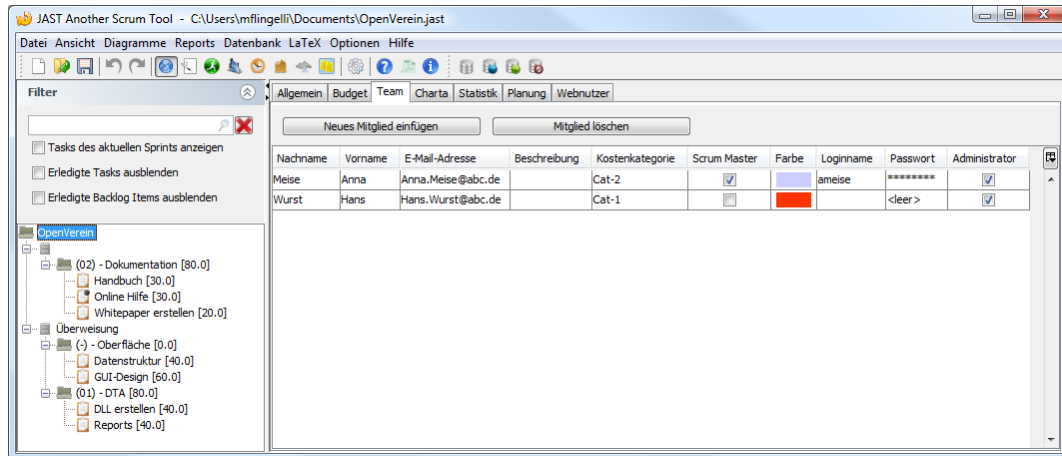 JAST Another Scrum Tool - C:\Users\mflingelli\Documents\OpenVerein.jast
Datei Ansicht Diagramme Reports Datenbank LaTeX Optionen Hilfe
Filter
Tasks des aktuellen Sprints anzeigen
Erledigte Tasks ausblenden
Erledigte Backlog Items ausblenden
OpenVerein
(02) - Dokumentation [80.0]
Handbuch [30.0]
Online Hilfe [30.0]
Whitepaper erstellen [20.0]
Überweisung
(-) - Oberfläche [0.0]
Datenstruktur [40.0]
GUI-Design [60.0]
(01) - DTA [80.0]
DLL erstellen [40.0]
Reports [40.0]
Allgemein Budget Team Charta Statistik Planung Webnutzer
Neues Mitglied einfügen Mitglied löschen
Nachname Vorname E-Mail-Adresse Beschreibung Kostenkategorie Scrum Master Farbe Loginname Passwort Administrator
Meise Anna Anna.Meise@abc.de Cat-2 ameise ********
Wurst Hans Hans.Wurst@abc.de Cat-1 <leer>